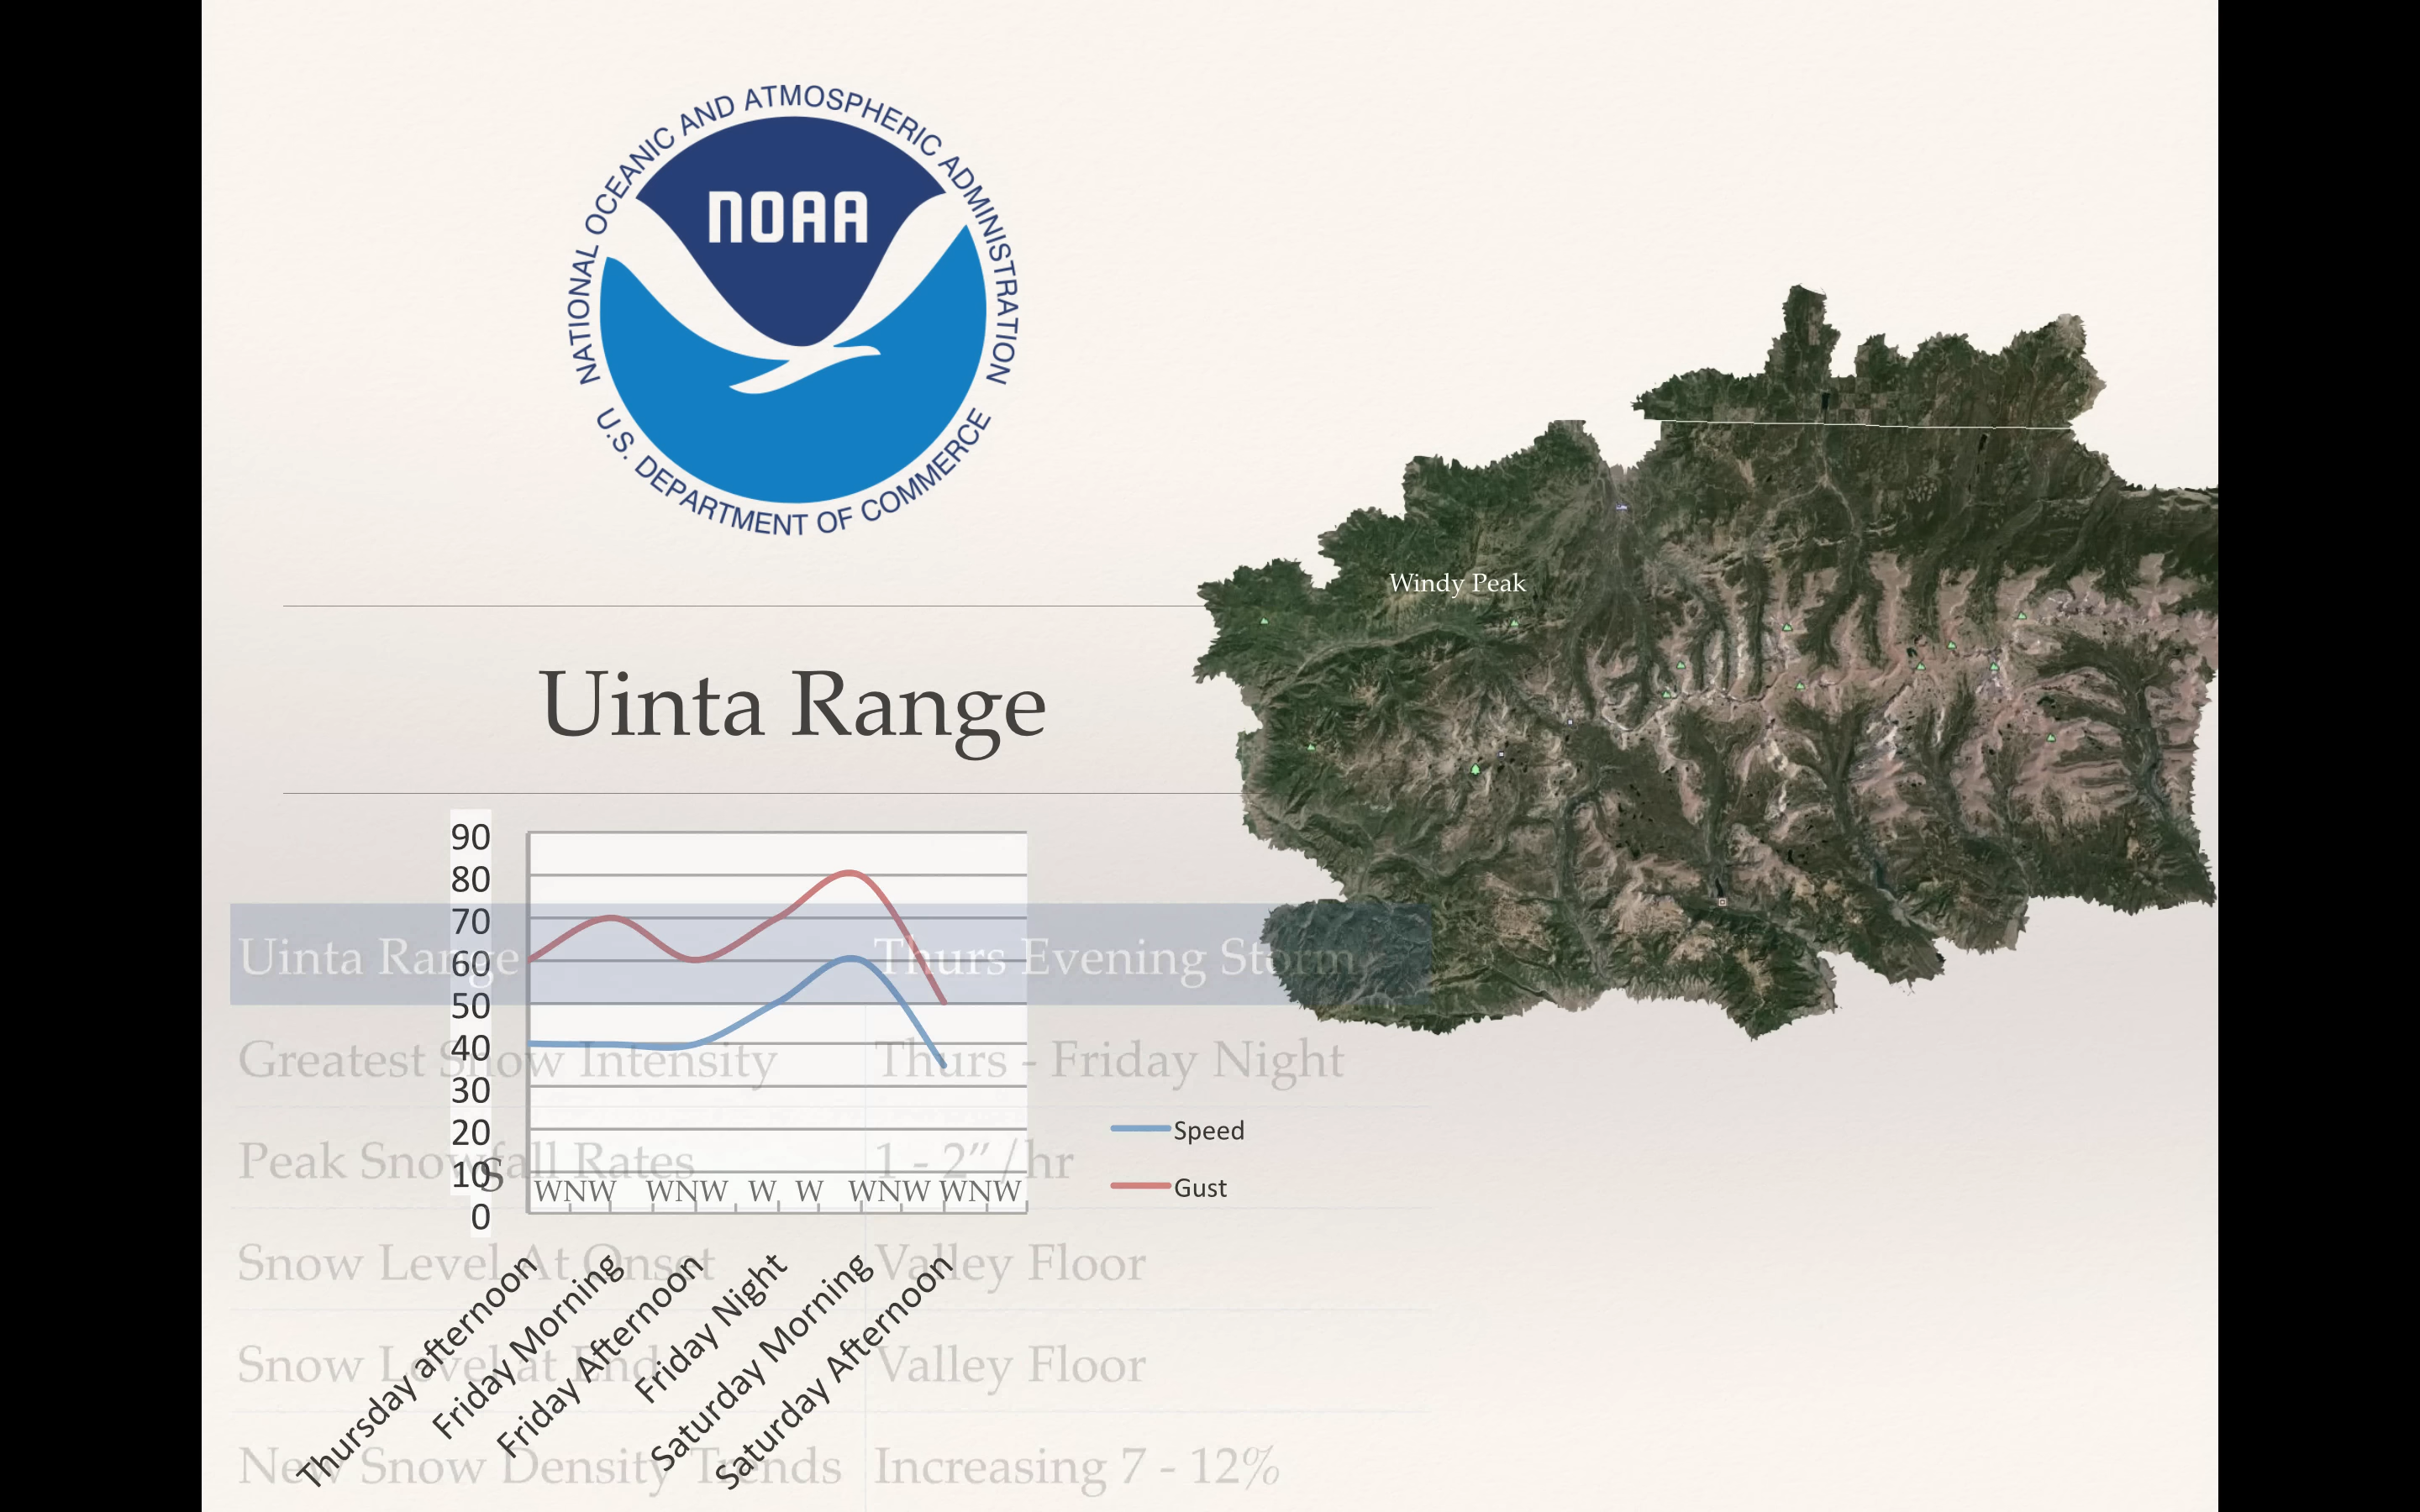 NATIONAL OCEANIC AND ATMOSPHERIC ADMINISTRATION
NOAA
U.S. DEPARTMENT OF COMMERCE
Windy Peak
Uinta Range
90
80
70
60
50
40
30
20
10
0
S WNW WNW W W WNW WNW
Thursday afternoon
Friday Morning
Friday Afternoon
Friday Night
Saturday Morning
Saturday Afternoon
Speed
Gust
Uinta Range Thurs Evening Storm
Greatest Snow Intensity Thurs - Friday Night
Peak Snowfall Rates 1 - 2”/hr
Snow Level At Onset Valley Floor
Snow Level at End Valley Floor
New Snow Density Trends Increasing 7 - 12%